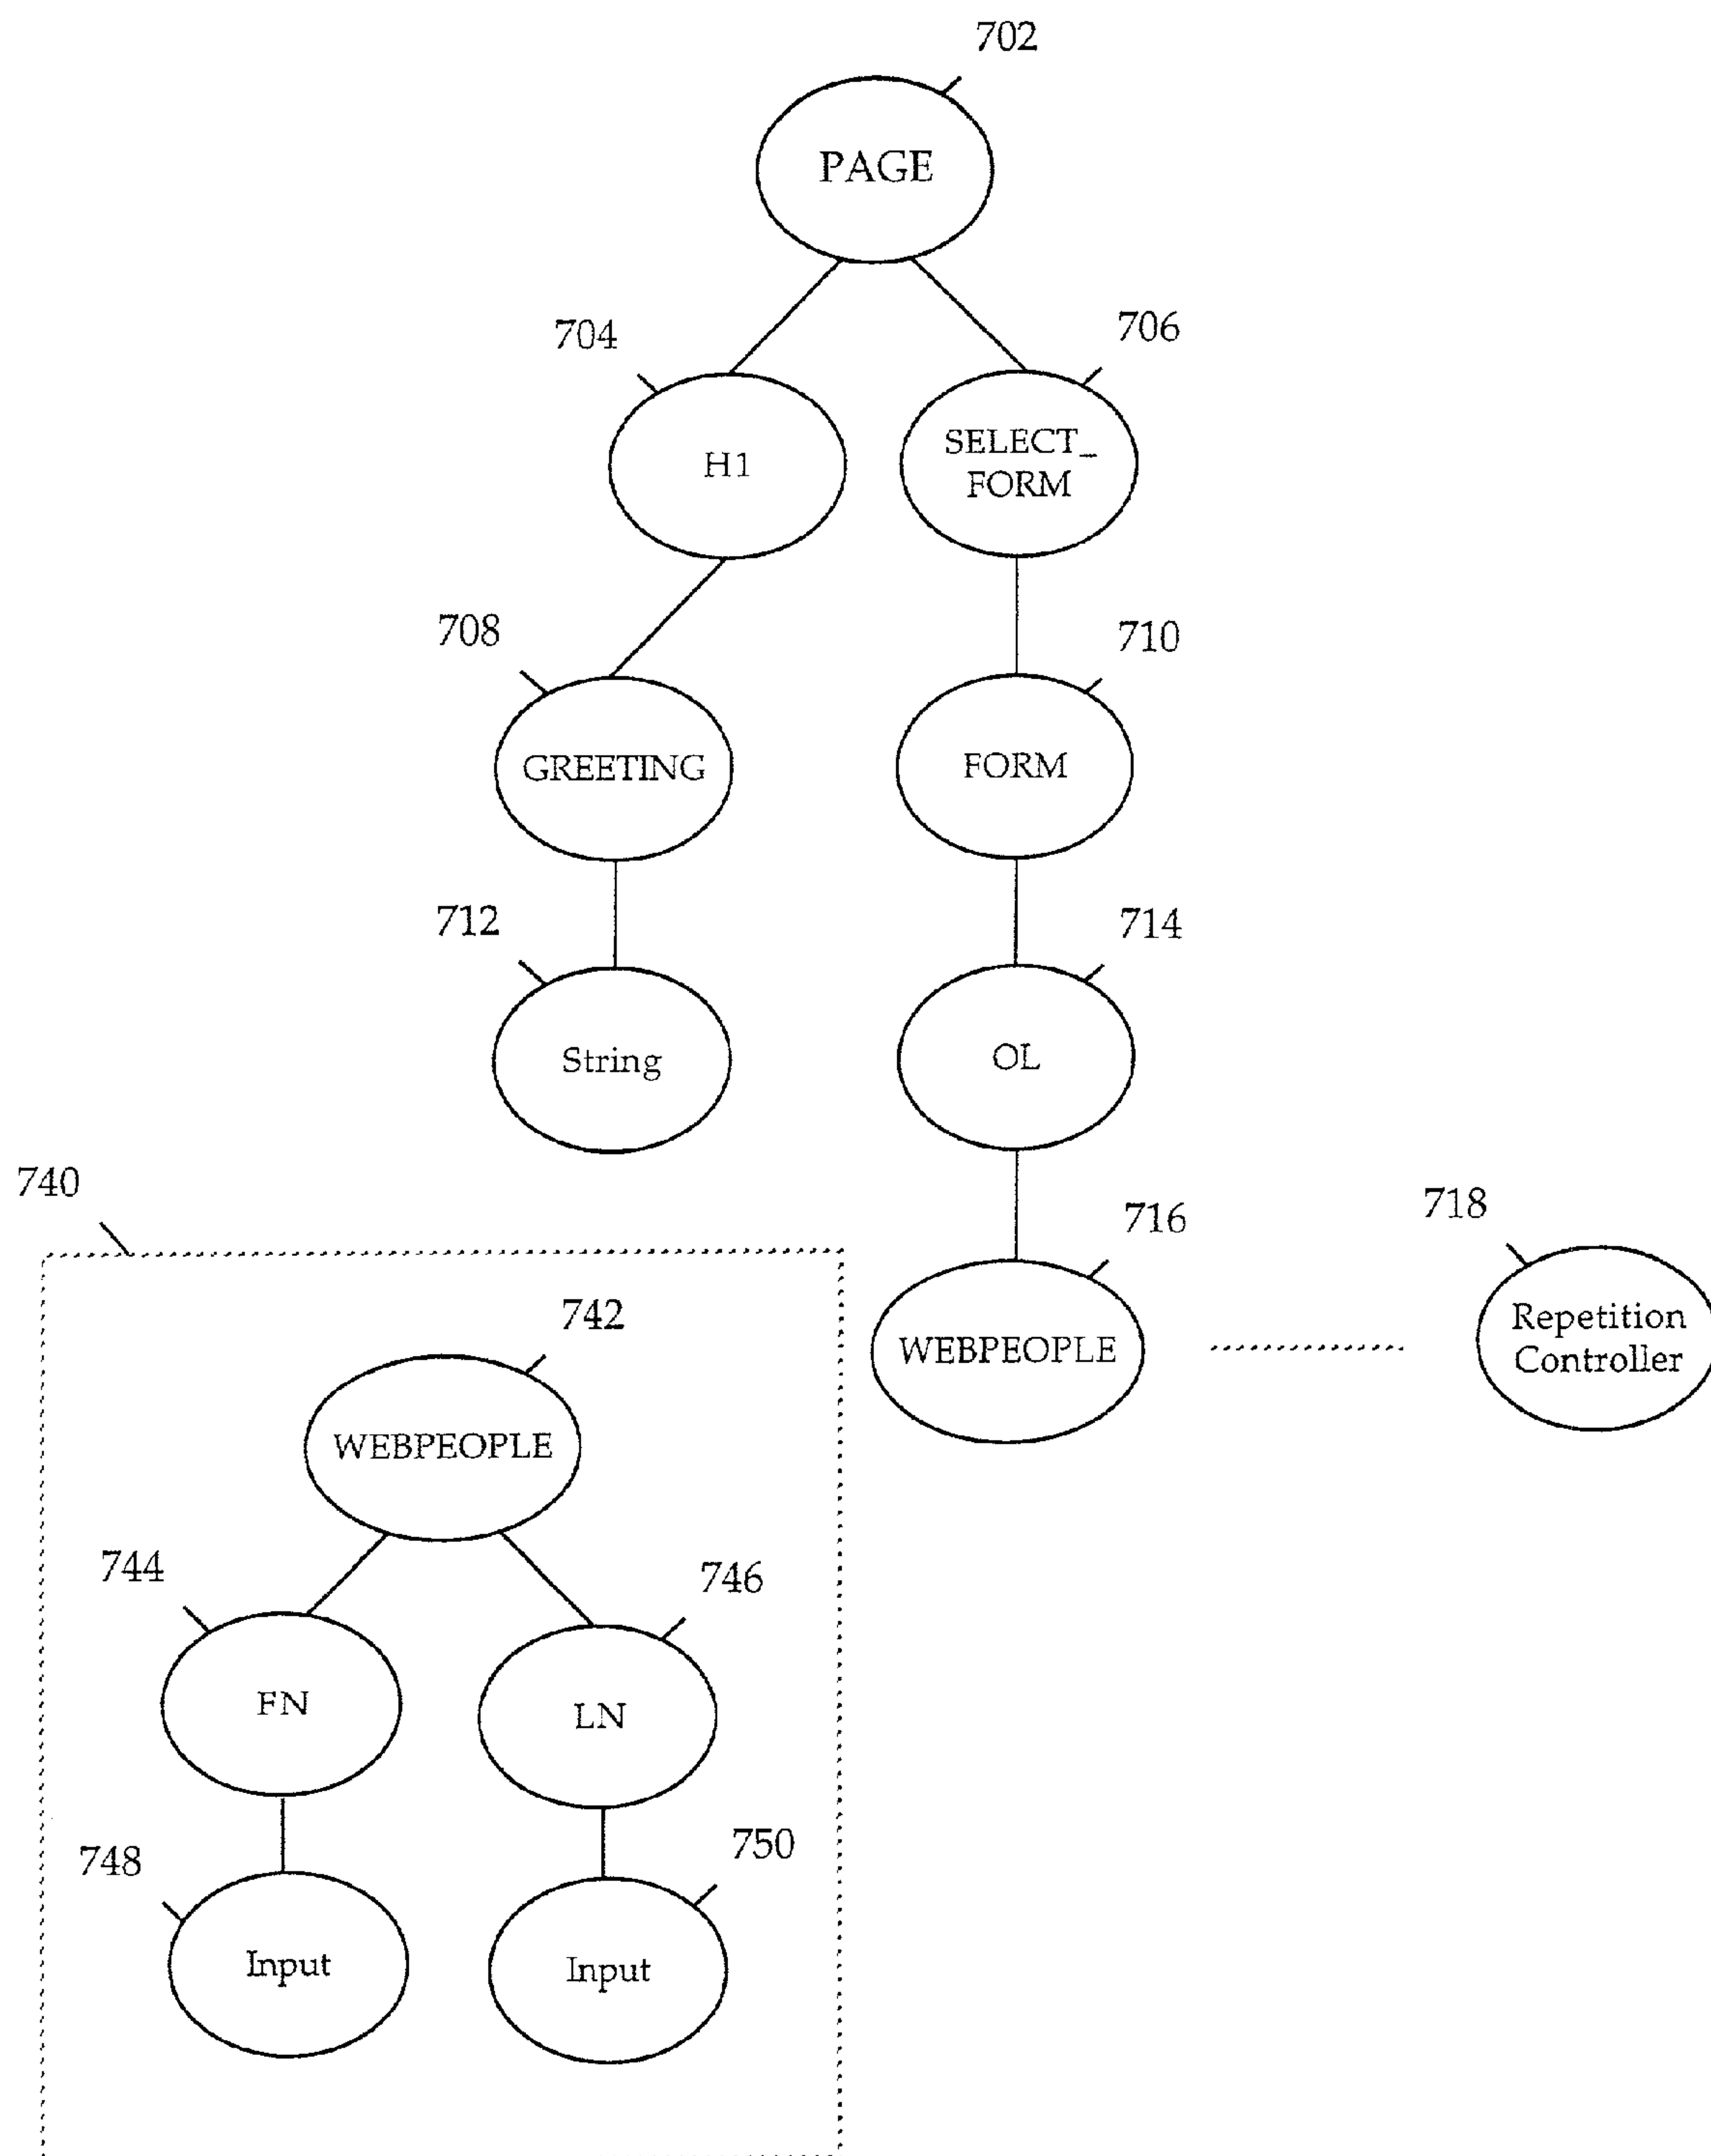 702
PAGE
704
706
H1
SELECT_
FORM
708
710
GREETING
FORM
712
714
String
OL
740
716
718
WEBPEOPLE
Repetition
Controller
742
WEBPEOPLE
744
746
FN
LN
748
750
Input
Input